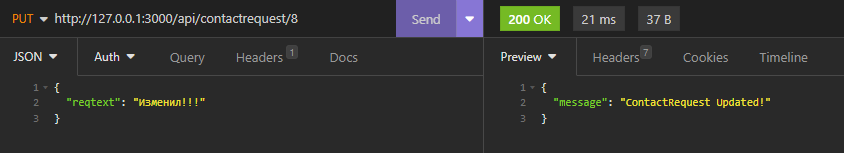 PUT http://127.0.0.1:3000/api/contactrequest/8 Send 200 OK 21 ms 37 B
JSON Auth Query Headers 1 Docs Preview Headers 7 Cookies Timeline
1 {
2 "reqtext": "Изменил!!!"
3 }
1 {
2 "message": "ContactRequest Updated!"
3 }